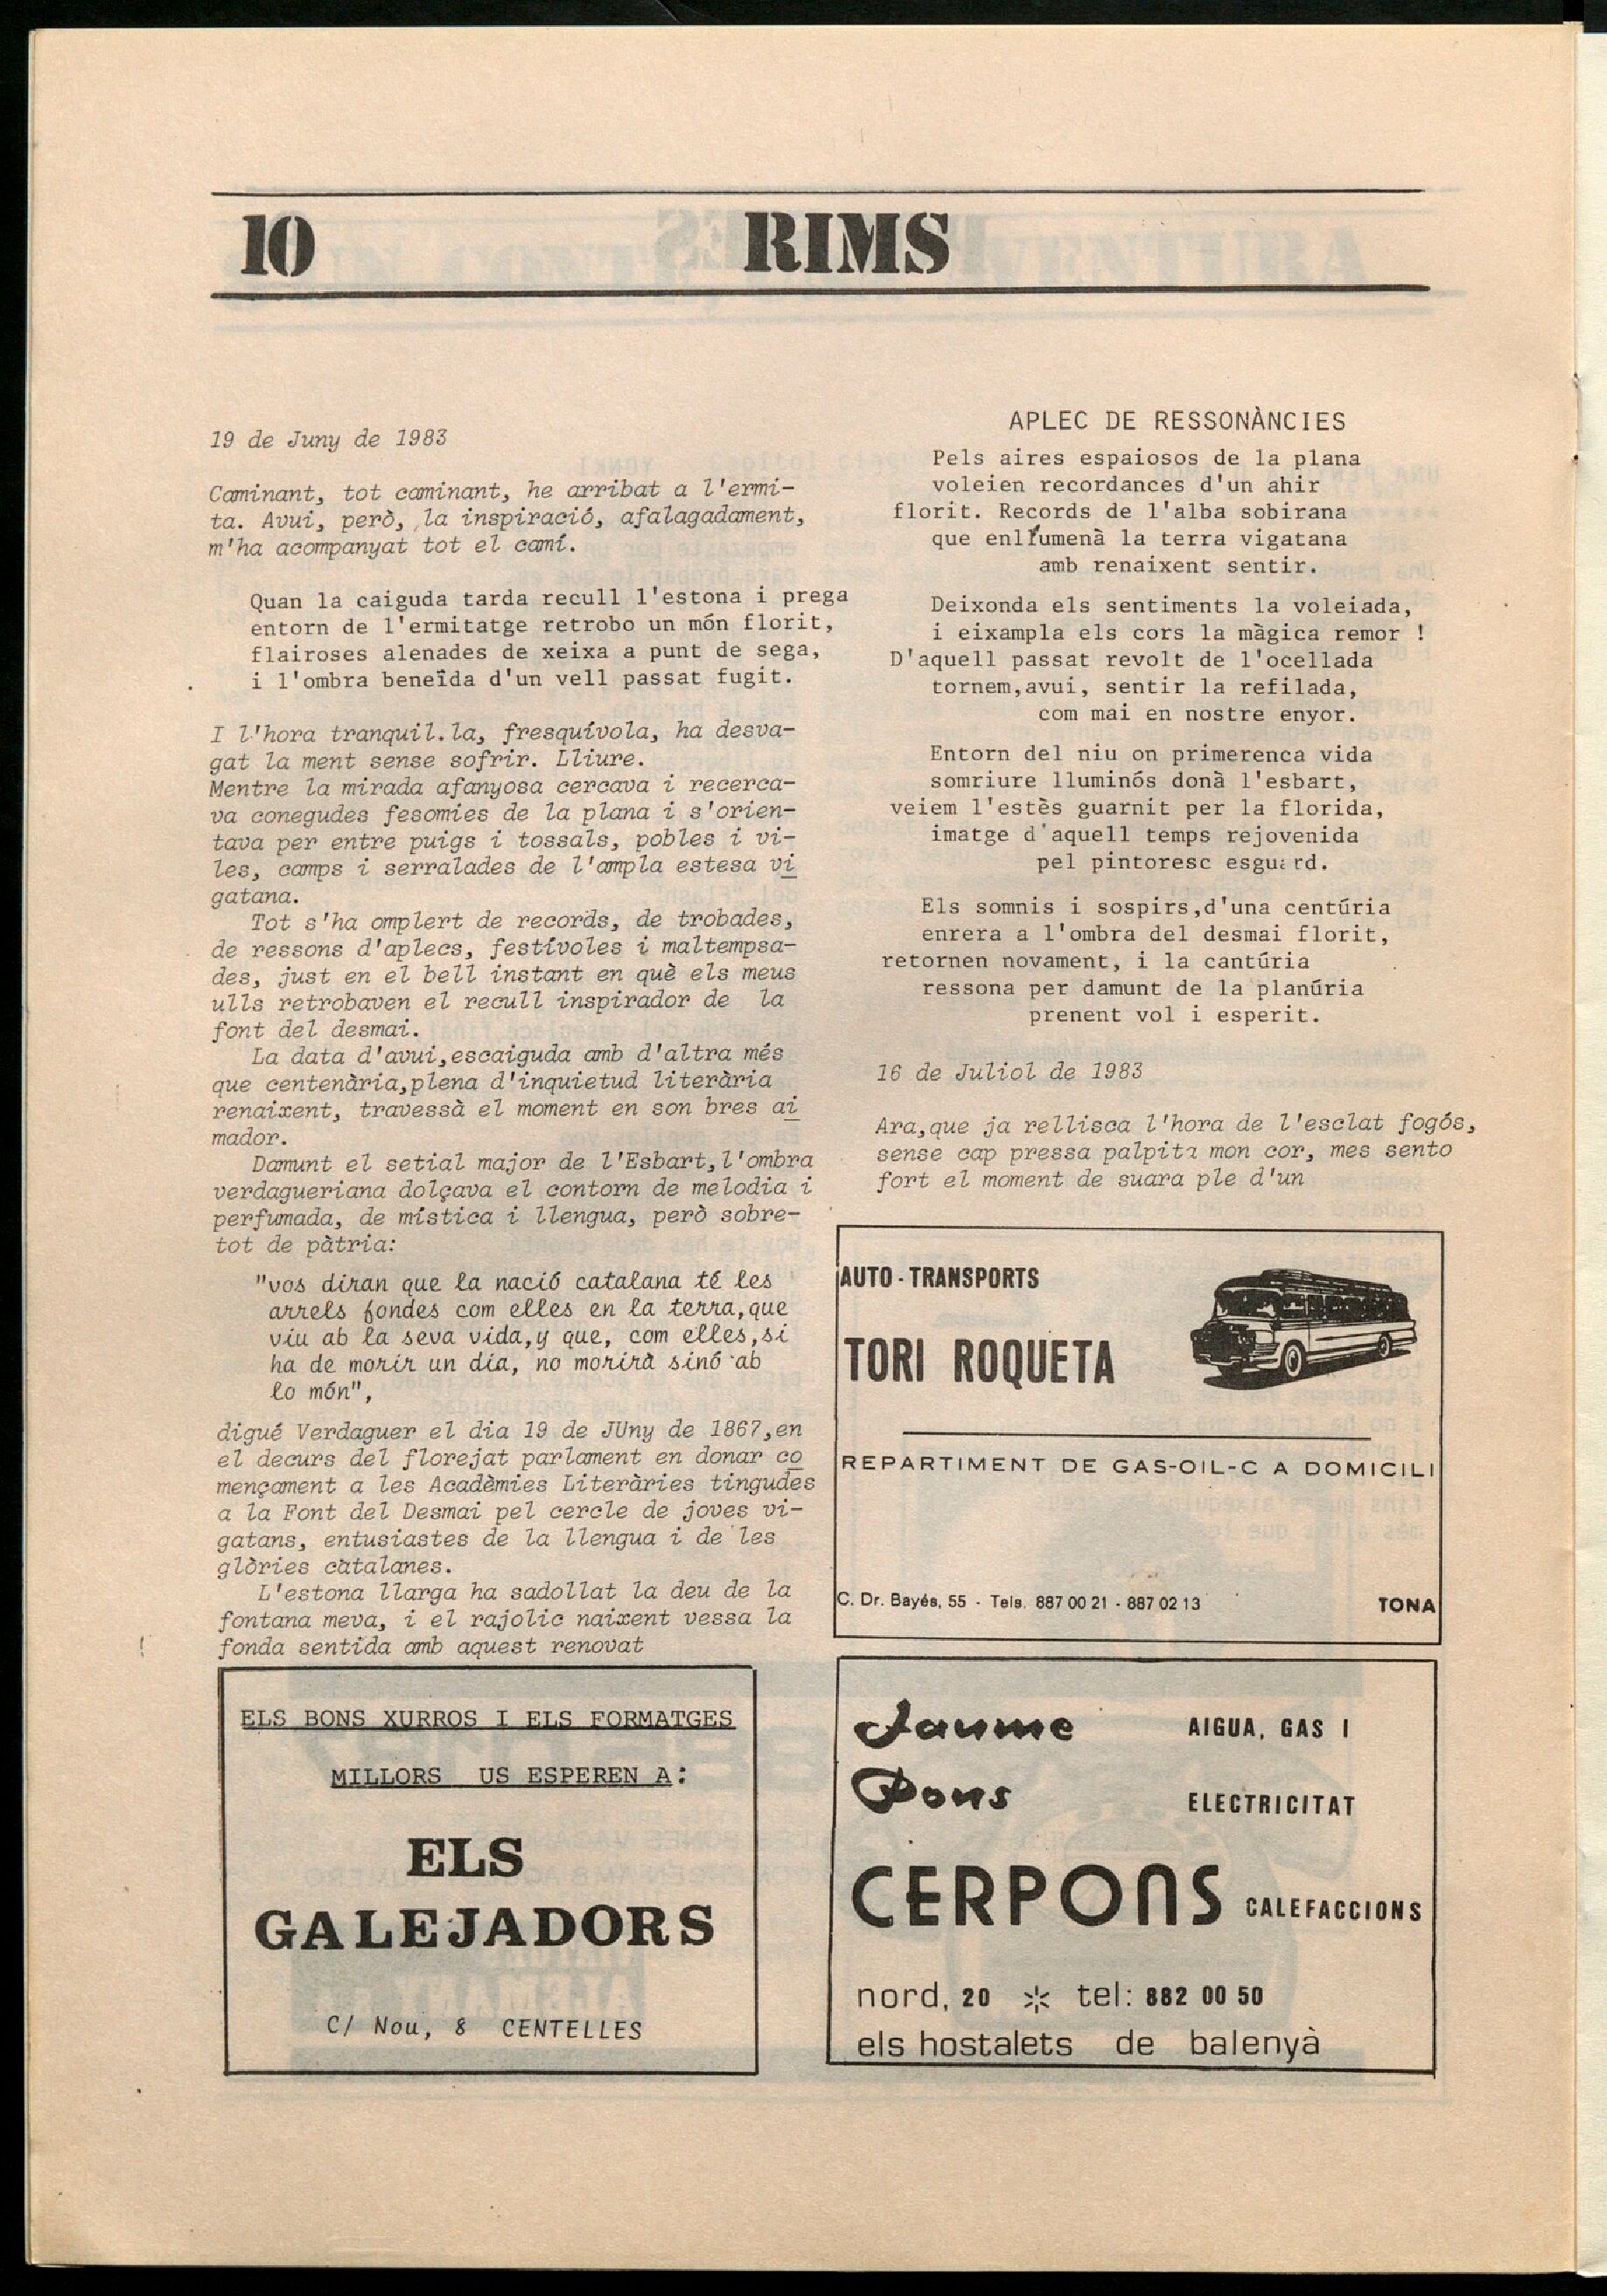 10 RIMS
19 de Juny de 1983
Caminant, tot caminant, he arribat a l'ermi-
ta. Avui, però, la inspiració, afalagadament,
m'ha acompanyat tot el camí.
Quan la caiguda tarda recull l'estona i prega
entorn de l'ermitatge retrobo un món florit,
flairoses alenades de xeixa a punt de sega,
i l'ombra beneïda d'un vell passat fugit.
I l'hora tranquil.la, fresquívola, ha desva-
gat la ment sense sofrir. Lliure.
Mentre la mirada afanyosa cercava i recerca-
va conegudes fesomies de la plana i s'orien-
tava per entre puigs i tossals, pobles i vi-
les, camps i serralades de l'ampla estesa vi
gatana.
Tot s'ha omplert de records, de trobades,
de ressons d'aplecs, festívoles i maltempsa-
des, just en el bell instant en què els meus
ulls retrobaven el recull inspirador de la
font del desmai.
La data d'avui,escaiguda amb d'altra més
que centenària,plena d'inquietud literària
renaixent, travessà el moment en son bres ai
mador.
Damunt el setial major de l'Esbart,l'ombra
verdagueriana dolçava el contorn de melodia i
perfumada, de mística i llengua, però sobre-
tot de pàtria:
"vos diran que la nació catalana té les
arrels fondes com elles en la terra,que
viu ab la seva vida,y que, com elles,si
ha de morir un dia, no morirà sinó ab
lo món",
digué Verdaguer el dia 19 de JUny de 1867,en
el decurs del florejat parlament en donar co
mençament a les Acadèmies Literàries tingudes
a la Font del Desmai pel cercle de joves vi-
gatans, entusiastes de la llengua i de les
glòries catalanes.
L'estona llarga ha sadollat la deu de la
fontana meva, i el rajolic naixent vessa la
fonda sentida amb aquest renovat
APLEC DE RESSONÀNCIES
Pels aires espaiosos de la plana
voleien recordances d'un ahir
florit. Records de l'alba sobirana
que enllumenà la terra vigatana
amb renaixent sentir.
Deixonda els sentiments la voleiada,
i eixampla els cors la màgica remor !
D'aquell passat revolt de l'ocellada
tornem,avui, sentir la refilada,
com mai en nostre enyor.
Entorn del niu on primerenca vida
somriure lluminós donà l'esbart,
veiem l'estès guarnit per la florida,
imatge d'aquell temps rejovenida
pel pintoresc esguard.
Els somnis i sospirs,d'una centúria
enrera a l'ombra del desmai florit,
retornen novament, i la cantúria
ressona per damunt de la planúria
prenent vol i esperit.
16 de Juliol de 1983
Ara,que ja rellisca l'hora de l'esclat fogós,
sense cap pressa palpita mon cor, mes sento
fort el moment de suara ple d'un
AUTO - TRANSPORTS
TORI ROQUETA
REPARTIMENT DE GAS-OIL-C A DOMICILI
C. Dr. Bayés, 55 - Tels. 887 00 21 - 887 02 13 TONA
ELS BONS XURROS I ELS FORMATGES
MILLORS US ESPEREN A:
ELS
GALEJADORS
C/ Nou, 8 CENTELLES
Jaume AIGUA, GAS I
Pons ELECTRICITAT
CERPONS CALEFACCIONS
nord, 20 * tel: 882 00 50
els hostalets de balenyà